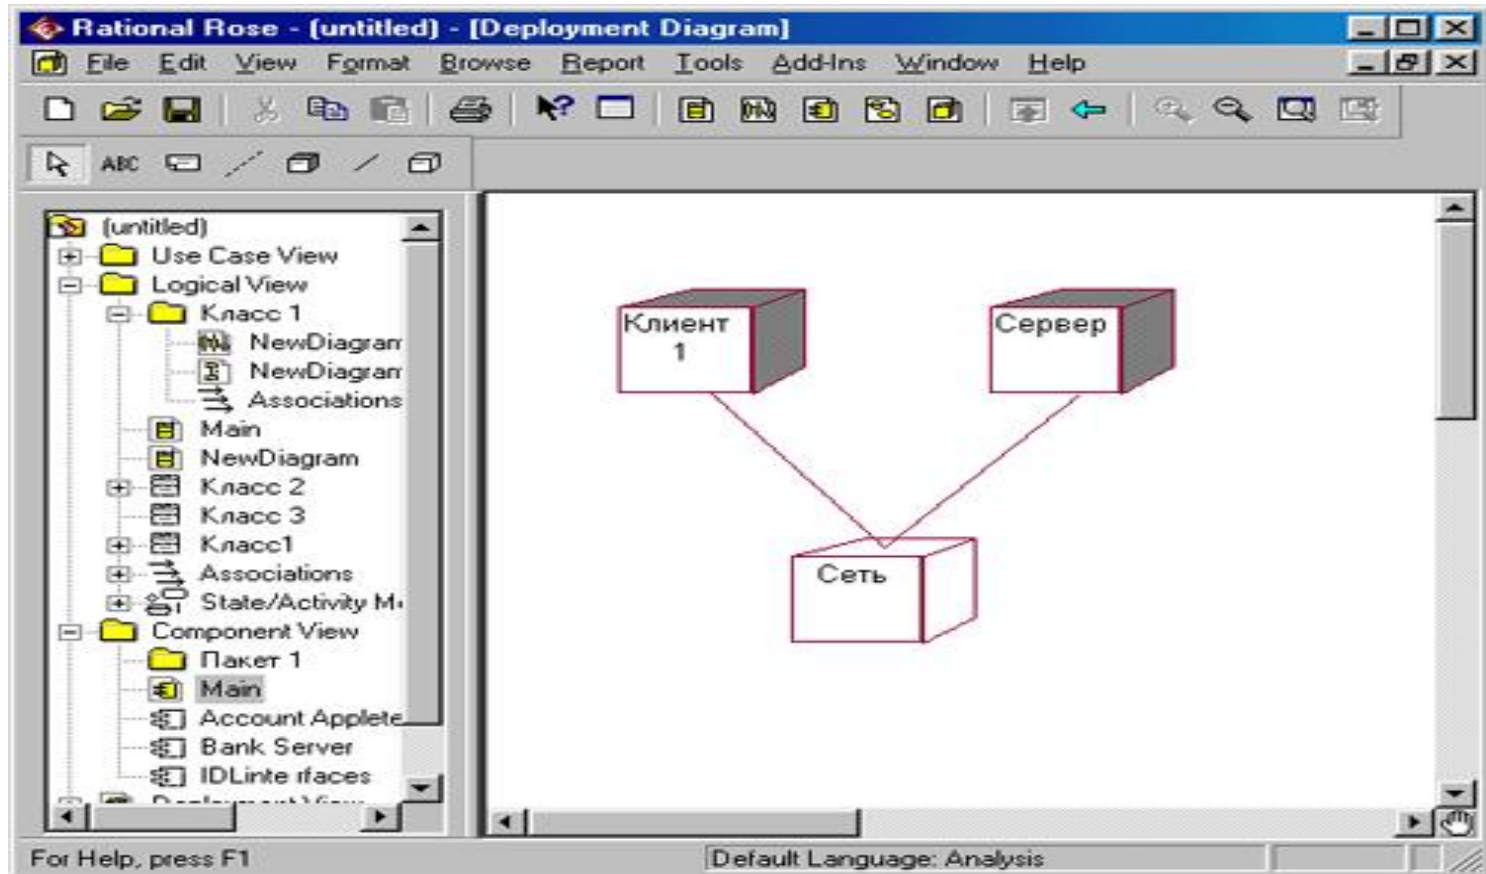 Rational Rose - (untitled) - [Deployment Diagram]
File Edit View Format Browse Report Tools Add-Ins Window Help
ABC
(untitled)
Use Case View
Logical View
Класс 1
NewDiagram
NewDiagram
Associations
Main
NewDiagram
Класс 2
Класс 3
Класс1
Associations
State/Activity M
Component View
Пакет 1
Main
Account Applete
Bank Server
IDLinte rfaces
Deployment View
Клиент
1
Сервер
Сеть
For Help, press F1
Default Language: Analysis